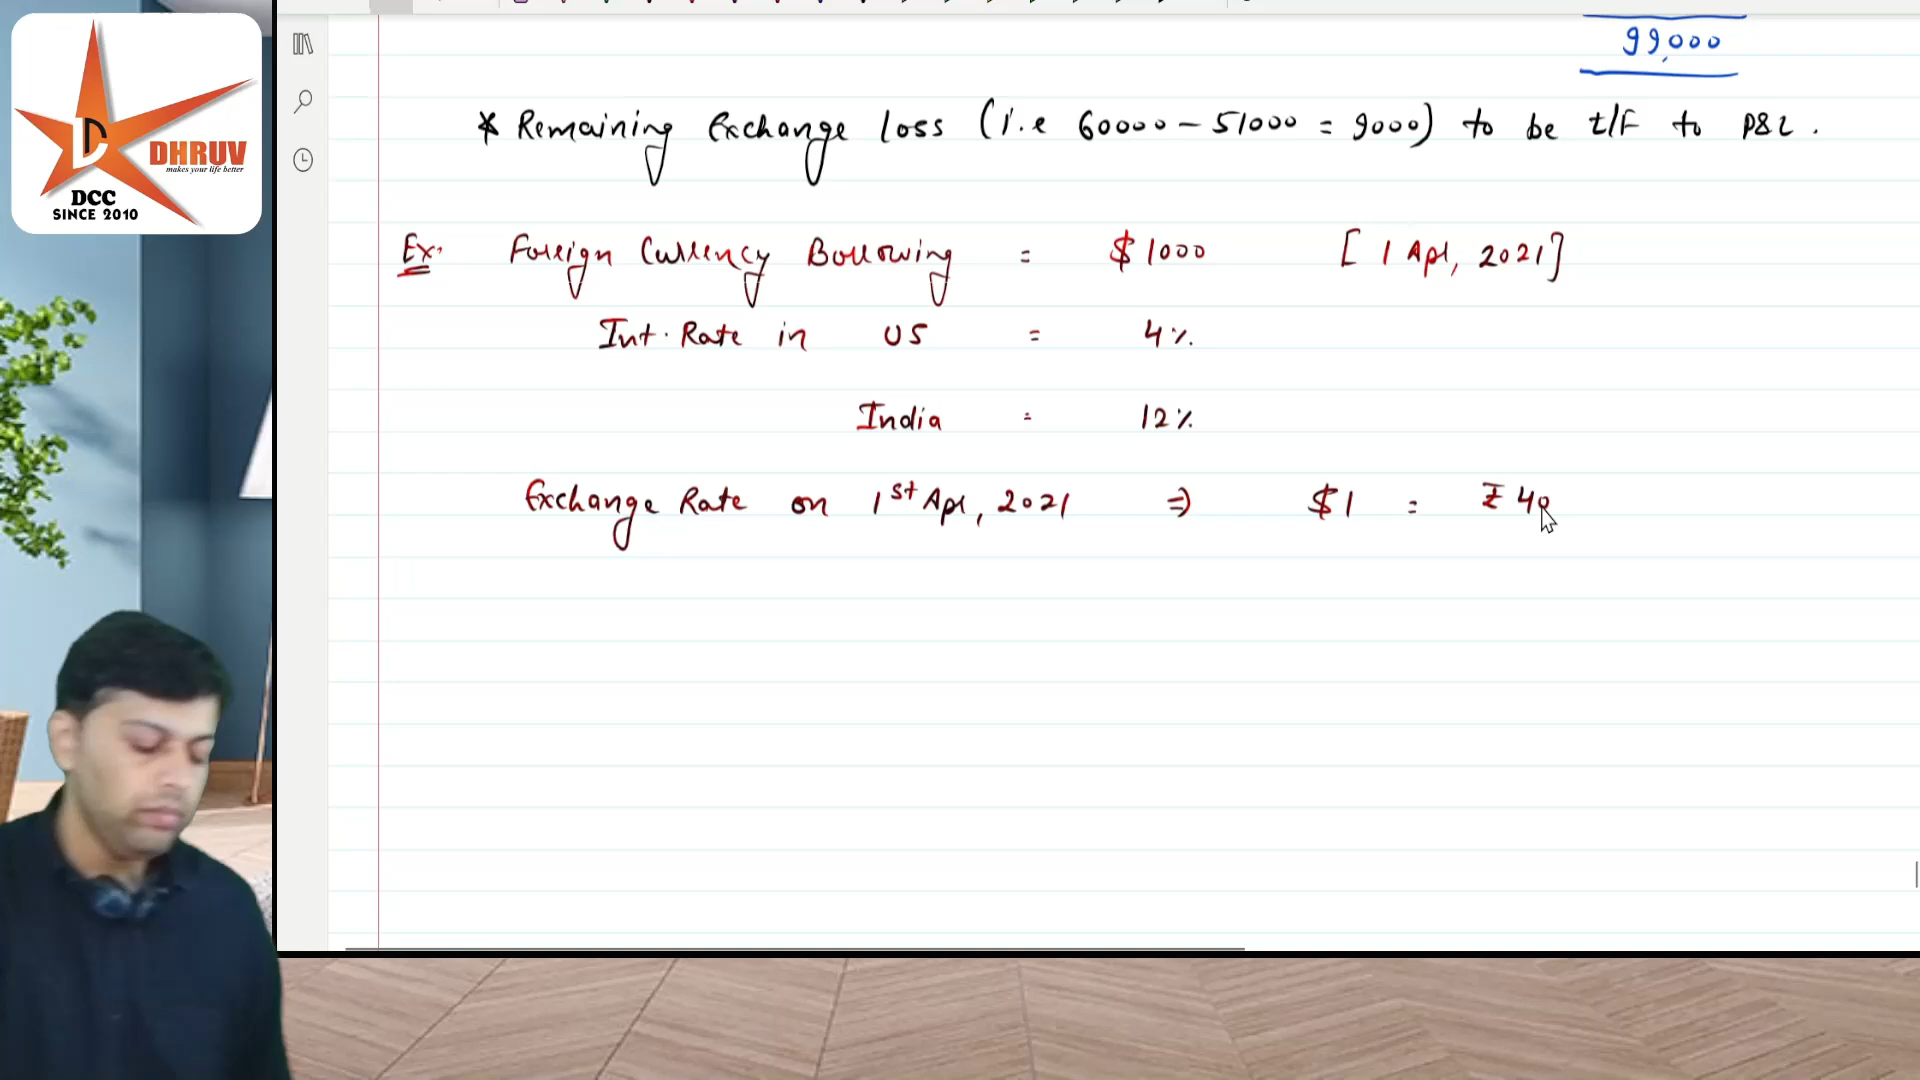 99,000
* Remaining Exchange loss (i.e 60000 - 51000 = 9000) to be t/f to P&L.
D
DHRUV
makes your life better
DCC
SINCE 2010
Ex. Foreign Currency Borrowing = $ 1000 [ 1 Apl, 2021]
Int. Rate in US = 4%.
India = 12%.
Exchange Rate on 1st Apl, 2021 ⇒ $ 1 = ₹ 40